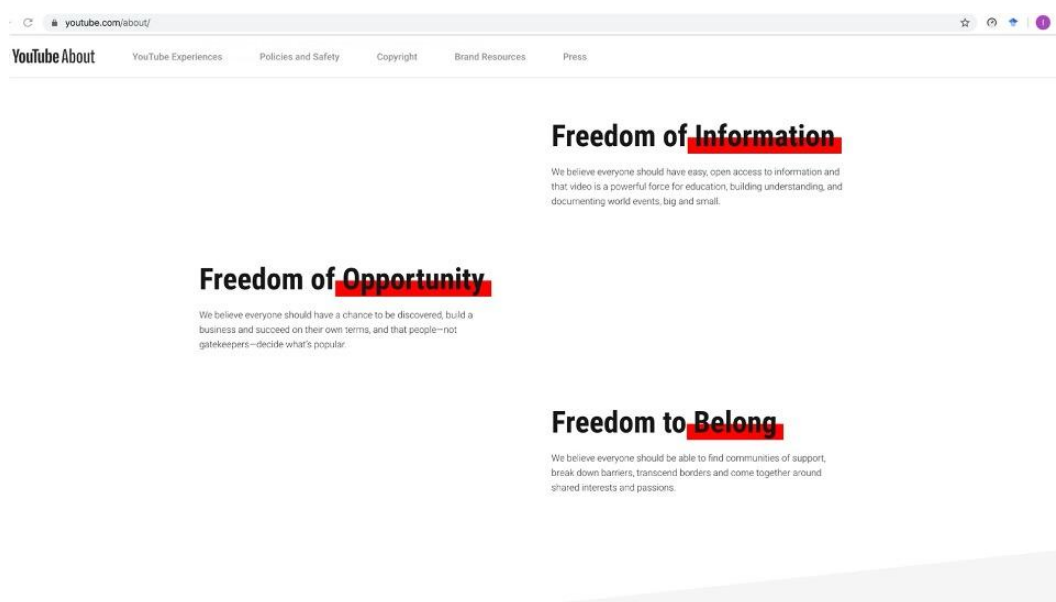 youtube.com/about/
YouTube About
YouTube Experiences
Policies and Safety
Copyright
Brand Resources
Press
Freedom of Information
We believe everyone should have easy, open access to information and
that video is a powerful force for education, building understanding, and
documenting world events, big and small.
Freedom of Opportunity
We believe everyone should have a chance to be discovered, build a
business and succeed on their own terms, and that people—not
gatekeepers—decide what's popular.
Freedom to Belong
We believe everyone should be able to find communities of support,
break down barriers, transcend borders and come together around
shared interests and passions.